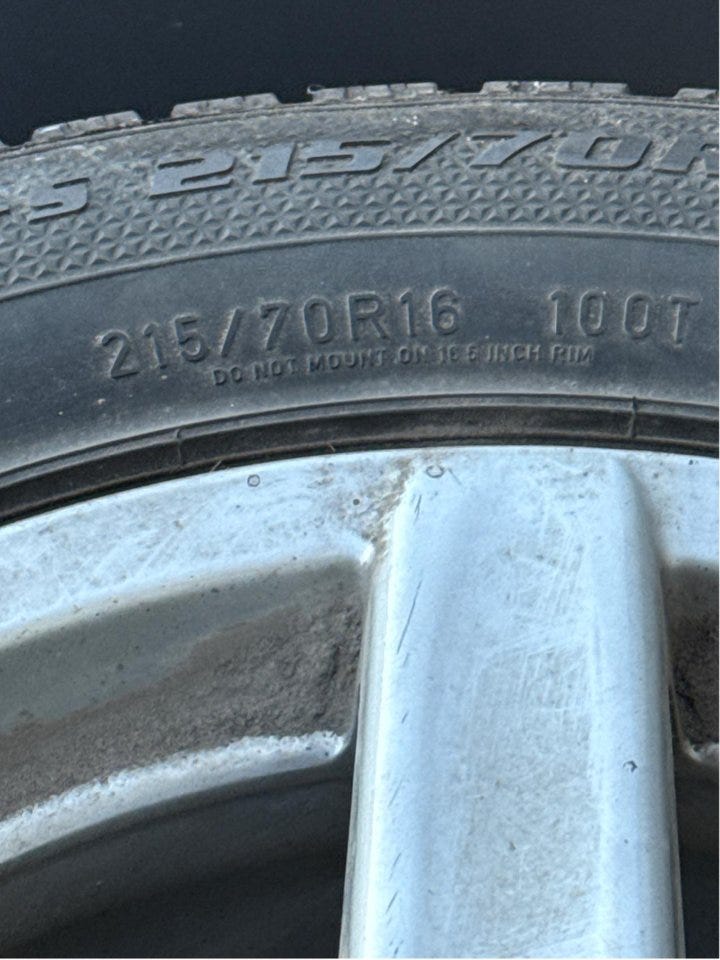 S 215/70R
215/70R16 100T
DO NOT MOUNT ON 16.5 INCH RIM